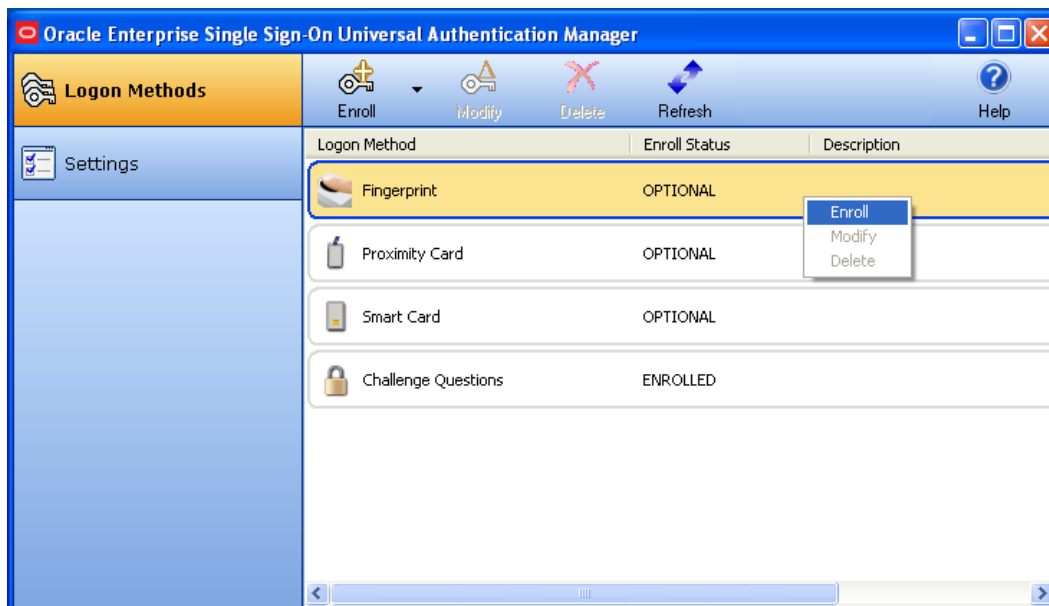 Oracle Enterprise Single Sign-On Universal Authentication Manager
Logon Methods
Settings
Enroll Modify Delete Refresh Help
Logon Method Enroll Status Description
Fingerprint OPTIONAL
Enroll
Modify
Delete
Proximity Card OPTIONAL
Smart Card OPTIONAL
Challenge Questions ENROLLED